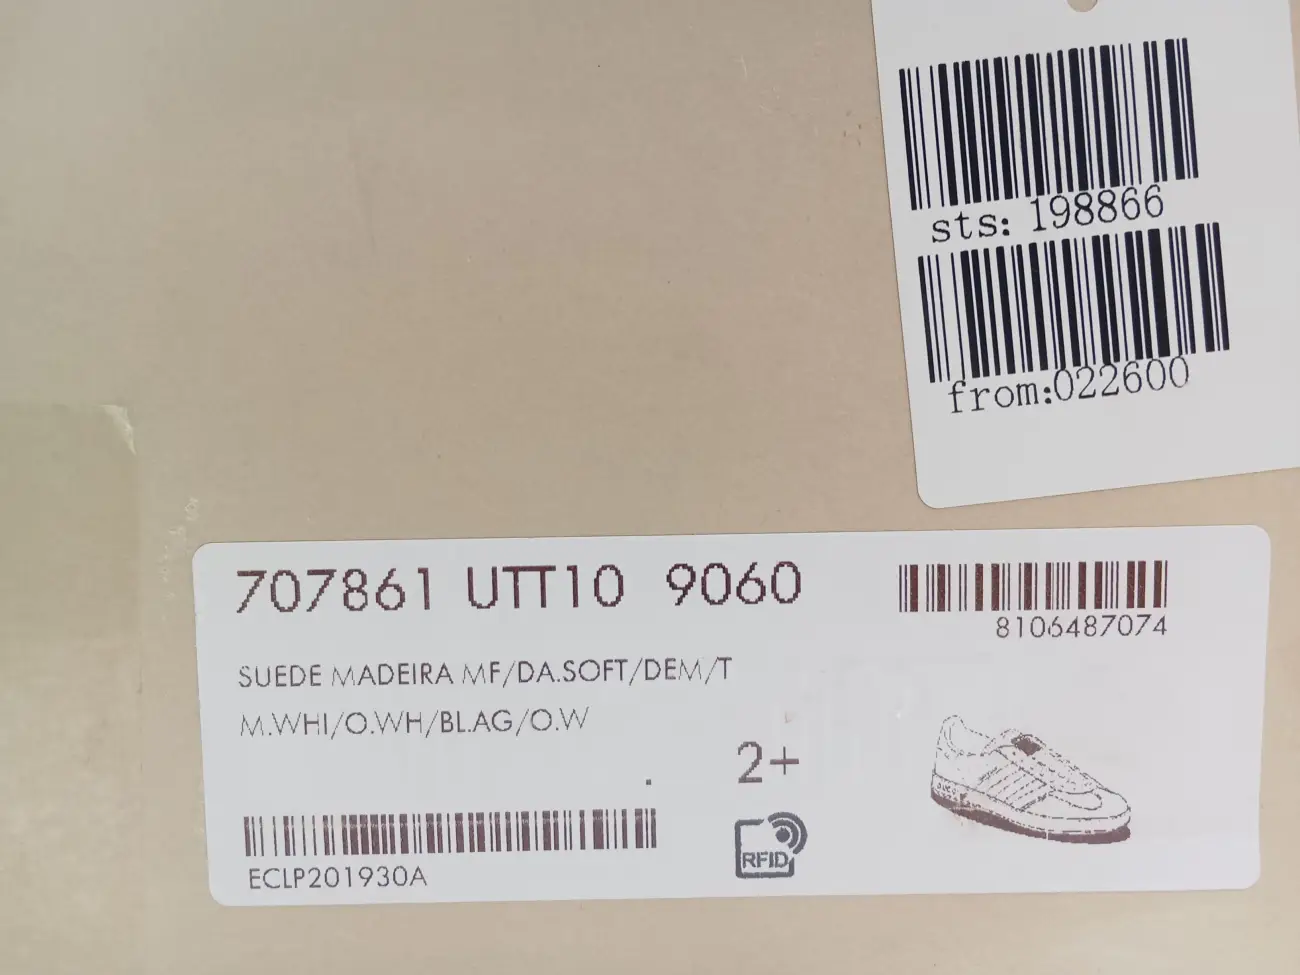 sts: 198866
from:022600
707861 UTT10 9060
8106487074
SUEDE MADEIRA MF/DA.SOFT/DEM/T
M.WHI/O.WH/BL.AG/O.W
2+
RFID
ECLP201930A